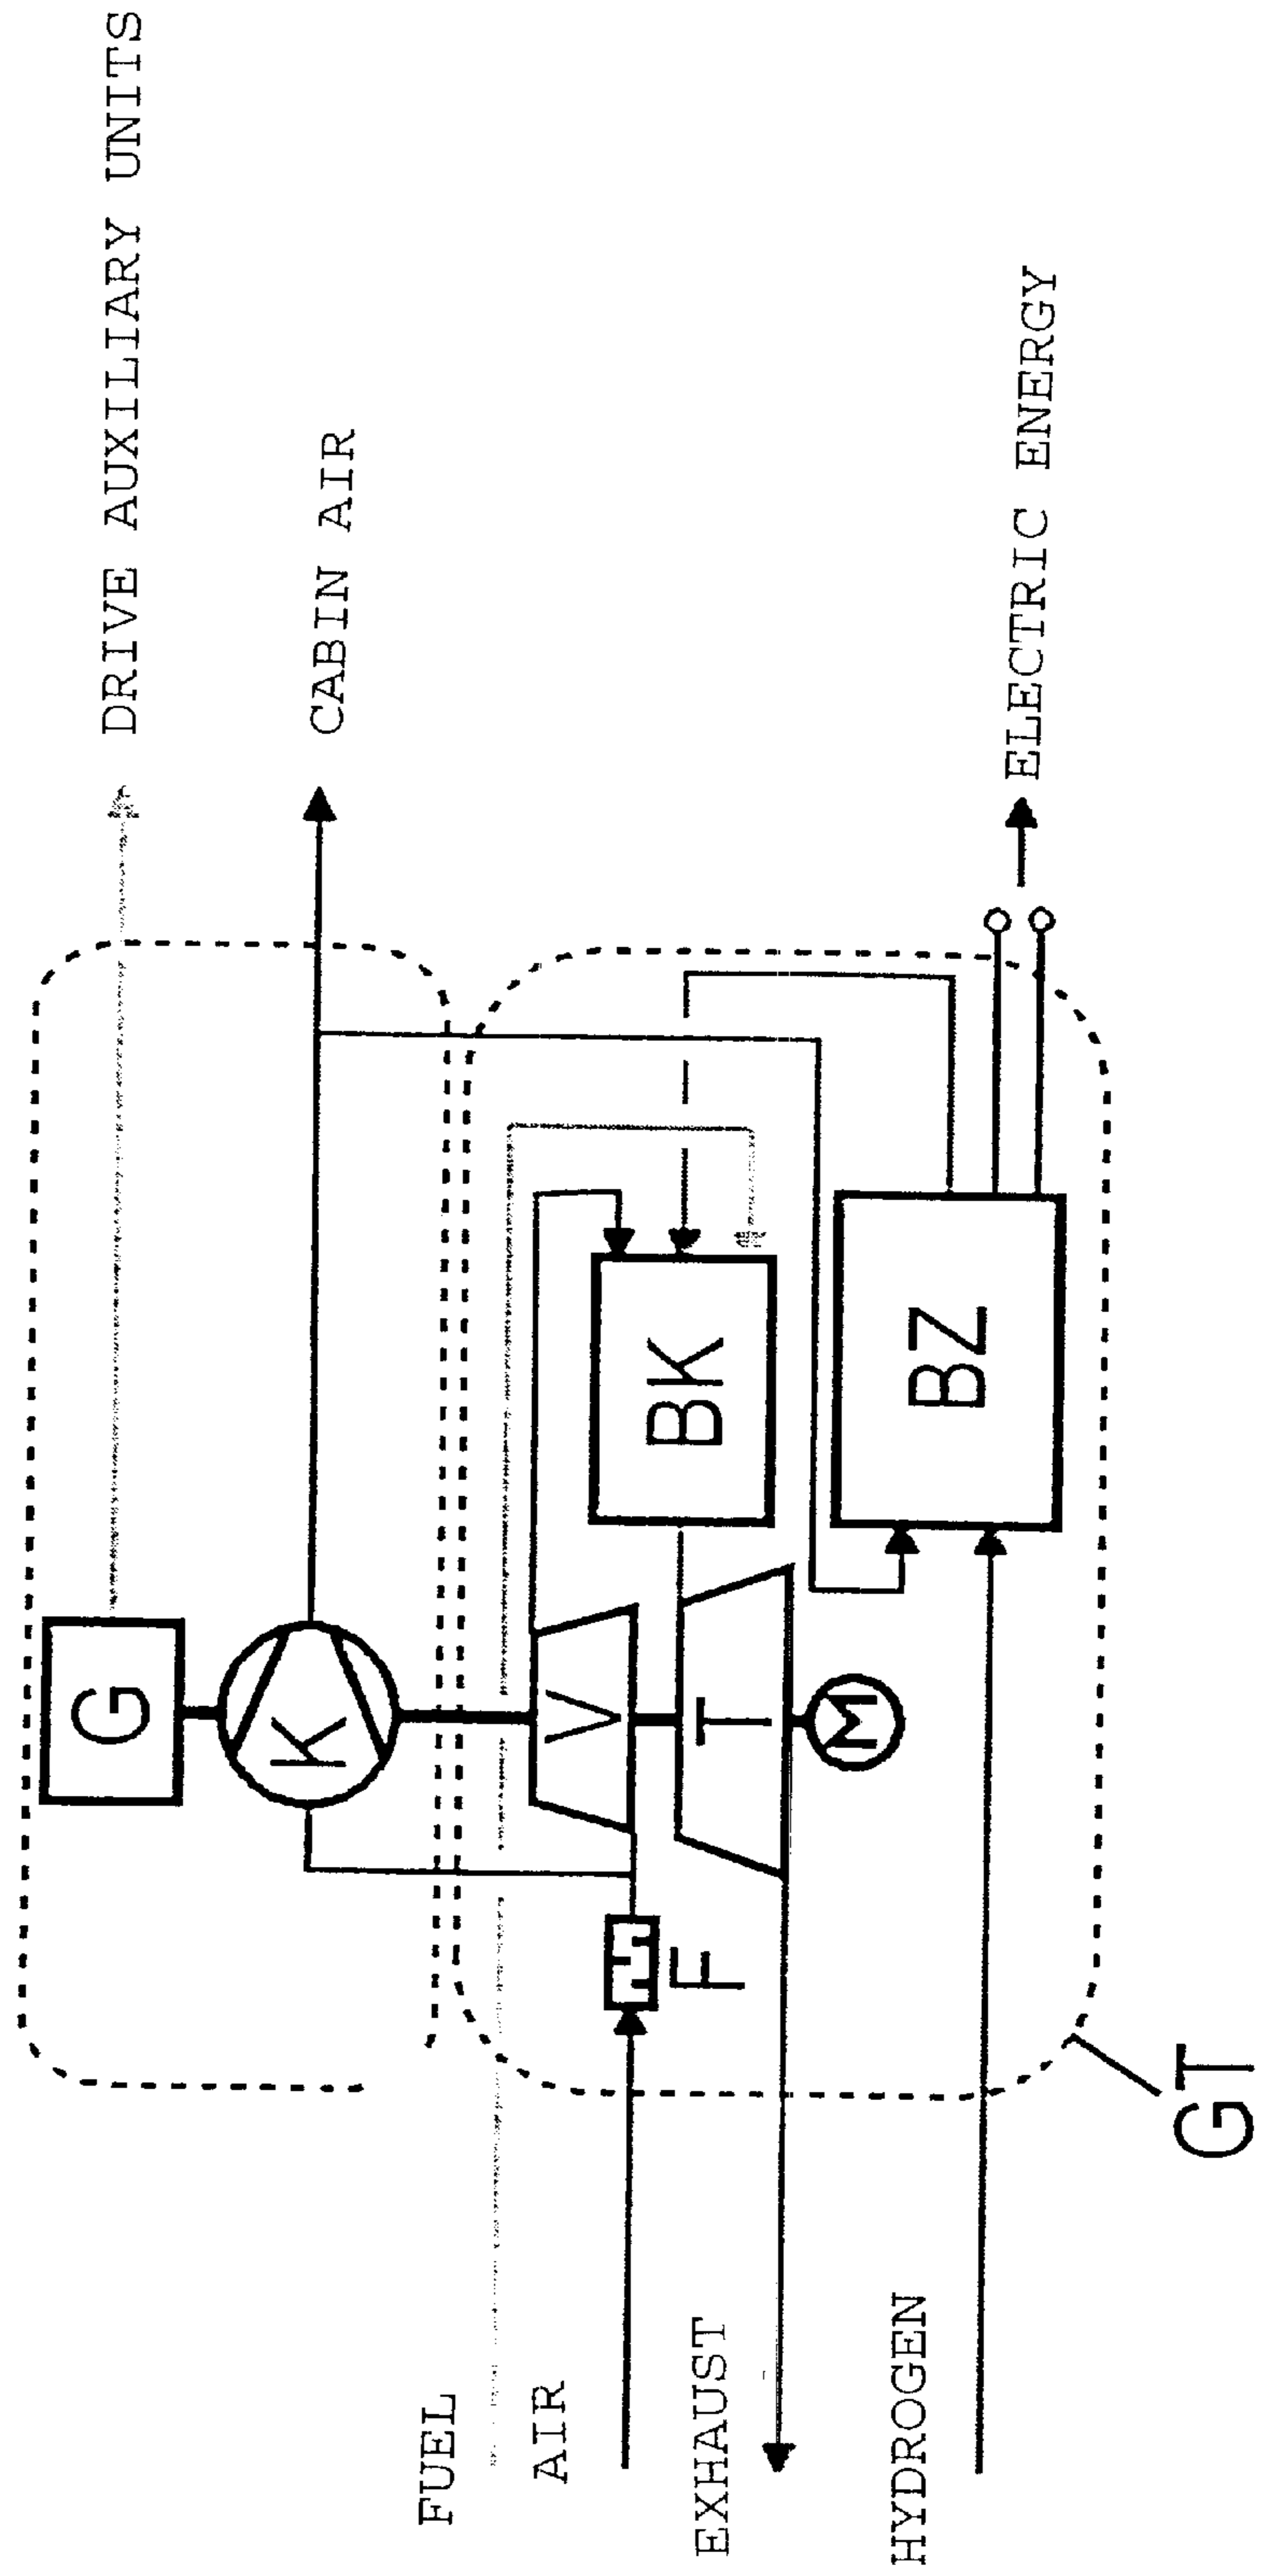 DRIVE AUXILIARY UNITS
CABIN AIR
ELECTRIC ENERGY
G
K
V
T
M
BK
BZ
F
FUEL
AIR
EXHAUST
HYDROGEN
GT